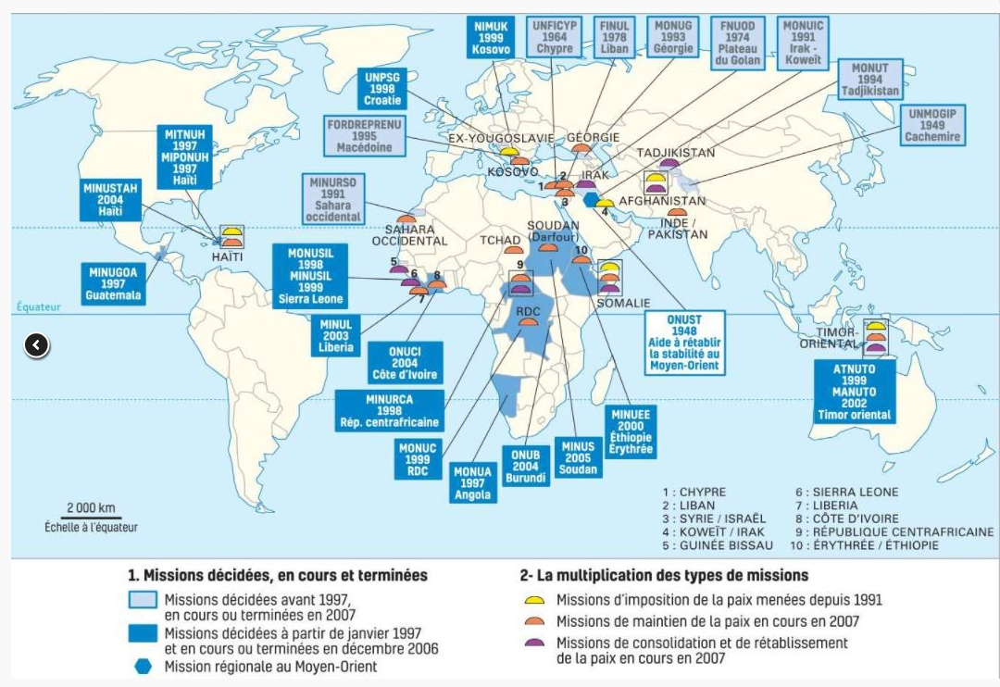 NIMUK
1999
Kosovo
UNFICYP
1964
Chypre
FINUL
1978
Liban
MONUG
1993
Géorgie
FNUOD
1974
Plateau
du Golan
MONUIC
1991
Irak -
Koweït
MONUT
1994
Tadjikistan
UNMOGIP
1949
Cachemire
UNPSG
1998
Croatie
FORDREPRENU
1995
Macédoine
MITNUH
1997
MIPONUH
1997
Haïti
MINUSTAH
2004
Haïti
MINURSO
1991
Sahara
occidental
MINUGOA
1997
Guatemala
MONUSIL
1998
MINUSIL
1999
Sierra Leone
MINUL
2003
Liberia
ONUCI
2004
Côte d'Ivoire
MINURCA
1998
Rép. centrafricaine
MONUC
1999
RDC
MONUA
1997
Angola
ONUB
2004
Burundi
MINUS
2005
Soudan
MINUEE
2000
Éthiopie
Érythrée
ONUST
1948
Aide à rétablir
la stabilité au
Moyen-Orient
ATNUTO
1999
MANUTO
2002
Timor oriental
EX-YOUGOSLAVIE
GÉORGIE
KOSOVO
TADJIKISTAN
IRAK
AFGHANISTAN
INDE /
PAKISTAN
SAHARA
OCCIDENTAL
TCHAD
SOUDAN
(Darfour)
HAÏTI
SOMALIE
RDC
TIMOR-
ORIENTAL
1
2
3
4
5
6
7
8
9
10
Équateur
2 000 km
Échelle à l'équateur
1 : CHYPRE
2 : LIBAN
3 : SYRIE / ISRAËL
4 : KOWEÏT / IRAK
5 : GUINÉE BISSAU
6 : SIERRA LEONE
7 : LIBERIA
8 : CÔTE D'IVOIRE
9 : RÉPUBLIQUE CENTRAFRICAINE
10 : ÉRYTHRÉE / ÉTHIOPIE
1. Missions décidées, en cours et terminées
Missions décidées avant 1997,
en cours ou terminées en 2007
Missions décidées à partir de janvier 1997
et en cours ou terminées en décembre 2006
Mission régionale au Moyen-Orient
2- La multiplication des types de missions
Missions d'imposition de la paix menées depuis 1991
Missions de maintien de la paix en cours en 2007
Missions de consolidation et de rétablissement
de la paix en cours en 2007